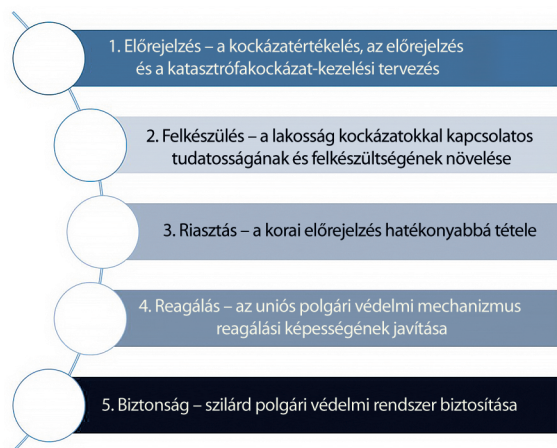 1. Előrejelzés – a kockázatértékelés, az előrejelzés
és a katasztrófakockázat-kezelési tervezés
2. Felkészülés – a lakosság kockázatokkal kapcsolatos
tudatosságának és felkészültségének növelése
3. Riasztás – a korai előrejelzés hatékonyabbá tétele
4. Reagálás – az uniós polgári védelmi mechanizmus
reagálási képességének javítása
5. Biztonság – szilárd polgári védelmi rendszer biztosítása